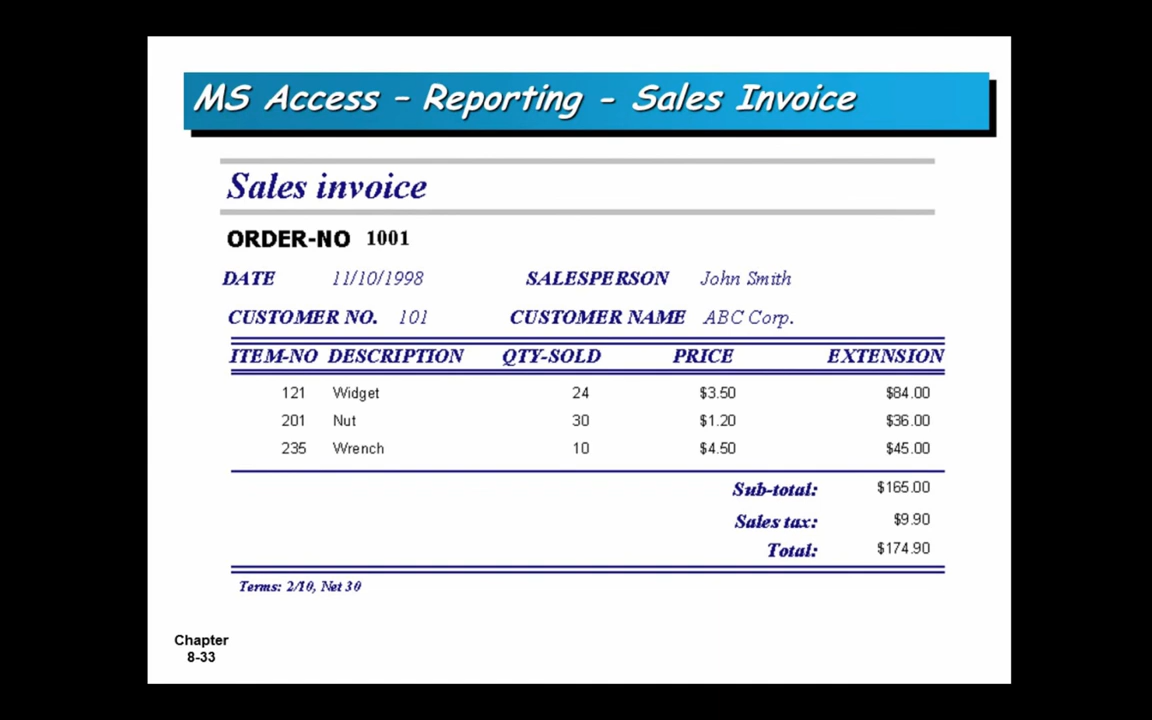 MS Access – Reporting - Sales Invoice
Sales invoice
ORDER-NO 1001
DATE 11/10/1998 SALESPERSON John Smith
CUSTOMER NO. 101 CUSTOMER NAME ABC Corp.
ITEM-NO DESCRIPTION QTY-SOLD PRICE EXTENSION
121 Widget 24 $3.50 $84.00
201 Nut 30 $1.20 $36.00
235 Wrench 10 $4.50 $45.00
Sub-total: $165.00
Sales tax: $9.90
Total: $174.90
Terms: 2/10, Net 30
Chapter
8-33